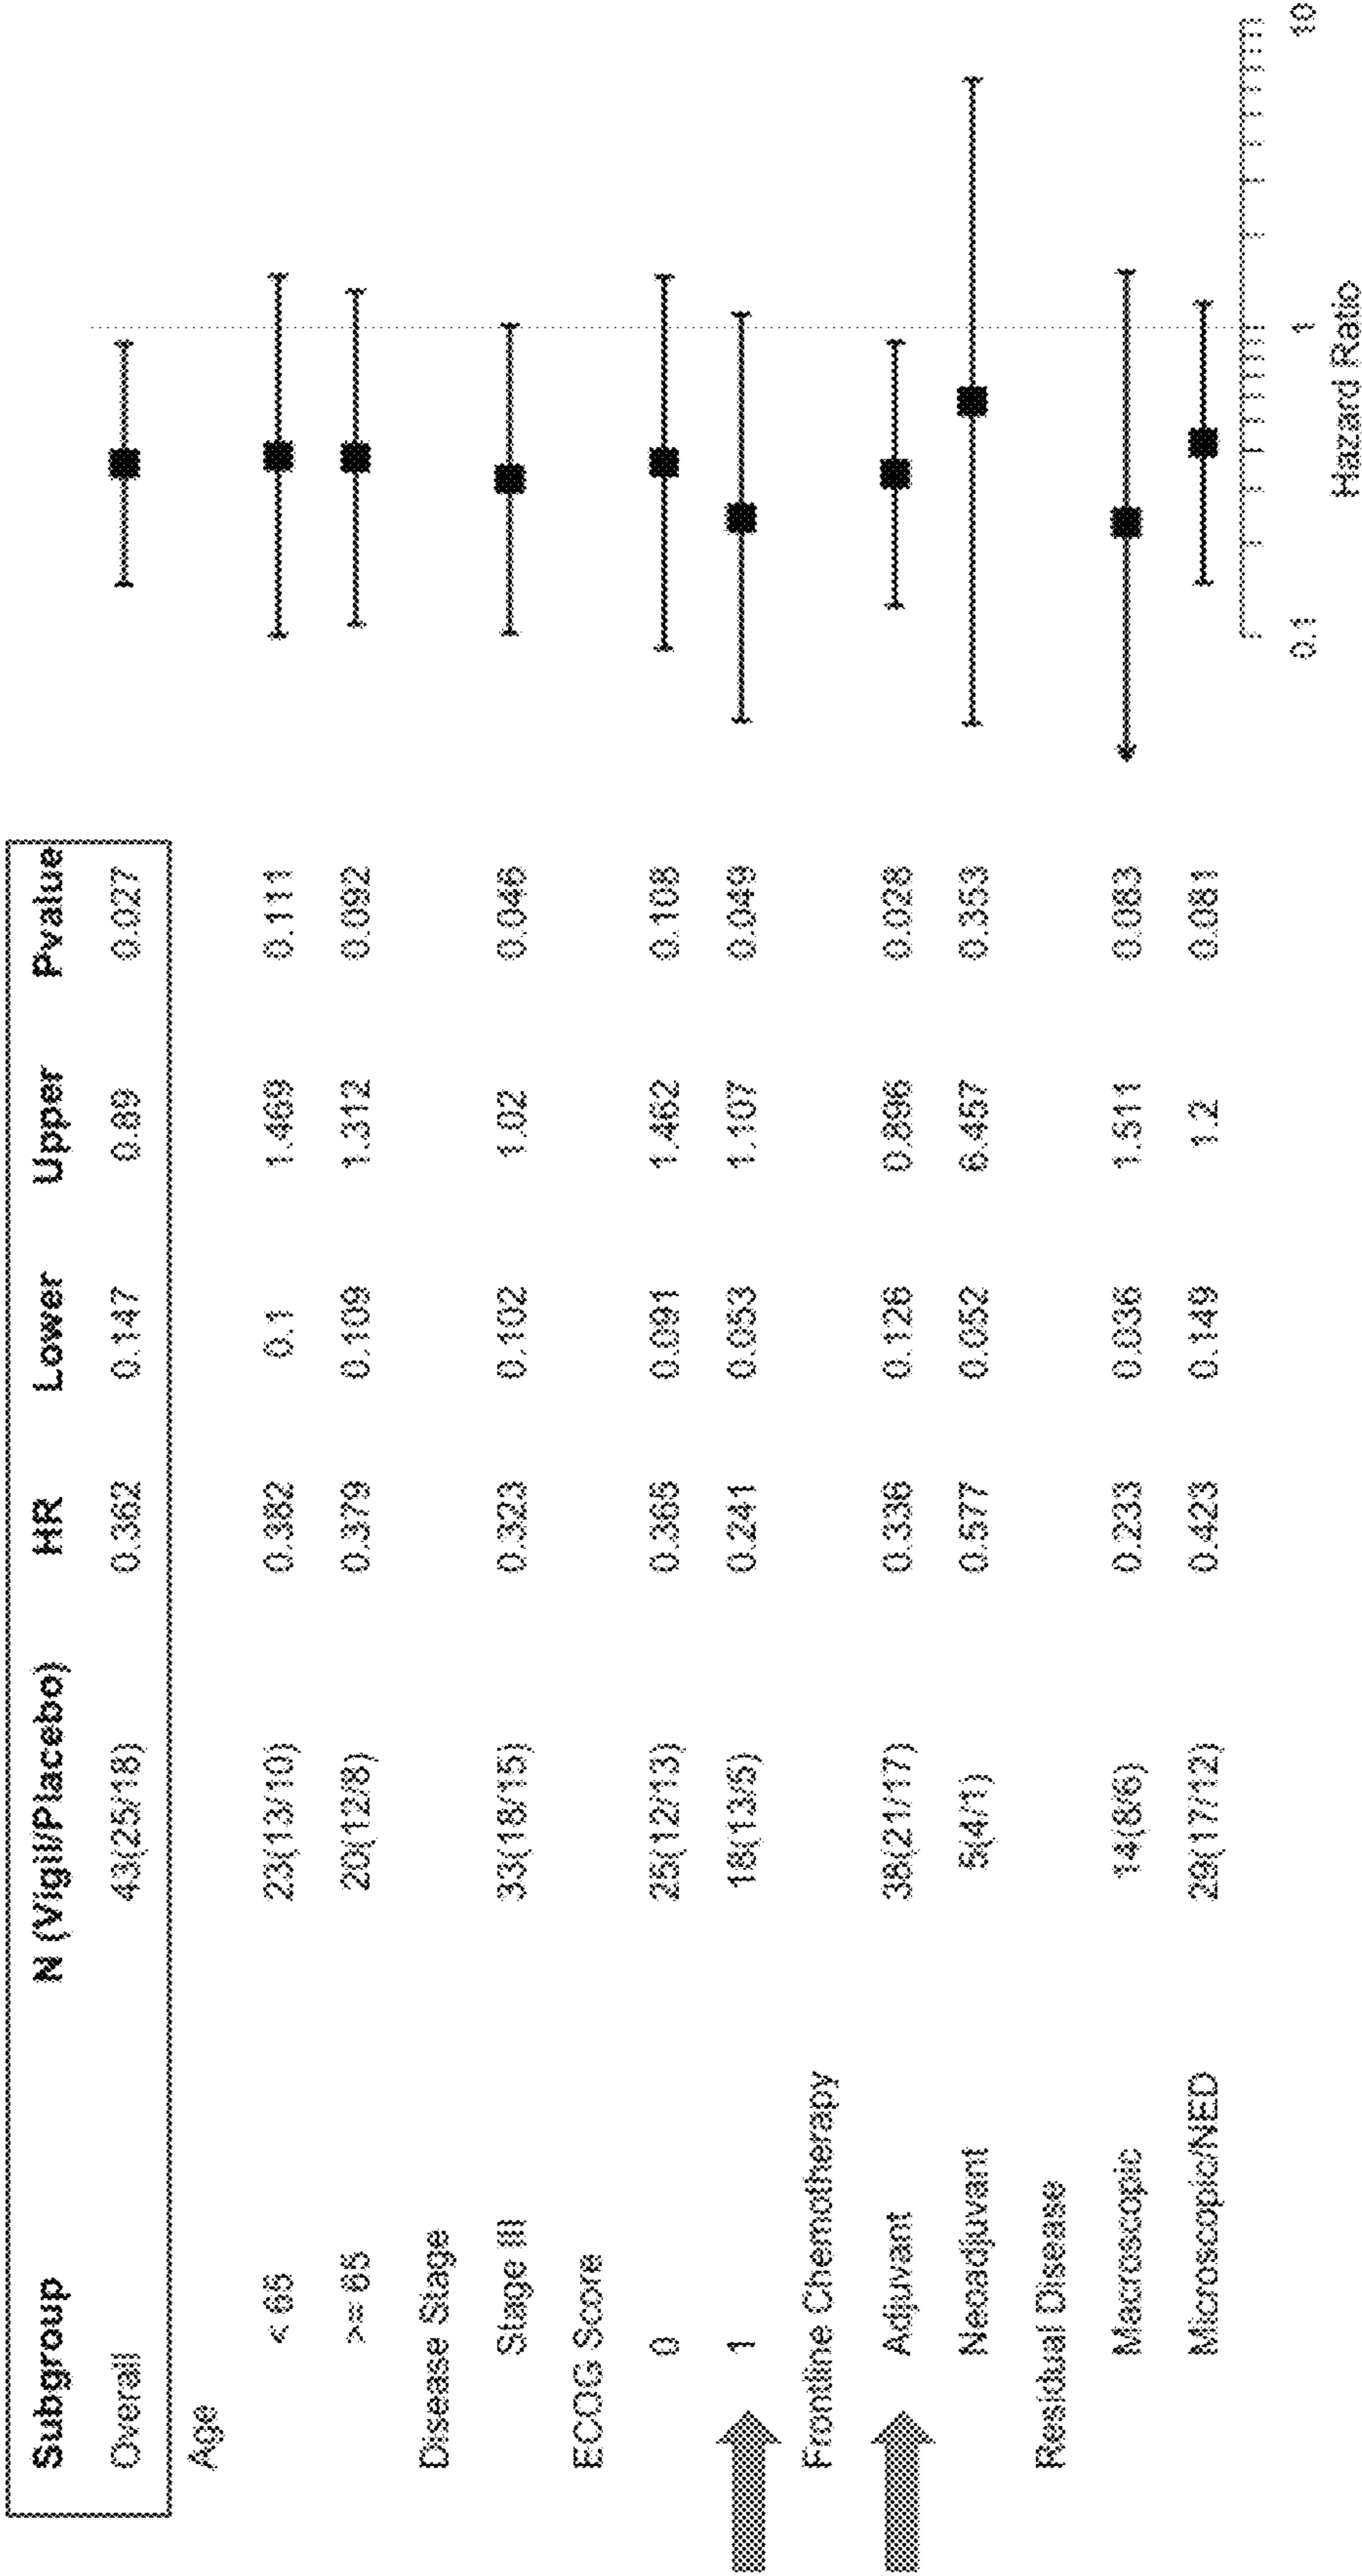 Subgroup N (Vigil/Placebo) HR Lower Upper Pvalue
Overall 43(25/18) 0.362 0.147 0.89 0.027
Age
< 65 23(13/10) 0.382 0.1 1.469 0.111
>= 65 20(12/8) 0.379 0.109 1.312 0.092
Disease Stage
Stage III 33(18/15) 0.323 0.102 1.02 0.046
ECOG Score
0 25(12/13) 0.365 0.091 1.462 0.108
1 18(13/5) 0.241 0.053 1.107 0.049
Frontline Chemotherapy
Adjuvant 38(21/17) 0.336 0.126 0.896 0.028
Neoadjuvant 5(4/1) 0.577 0.052 6.457 0.353
Residual Disease
Macroscopic 14(8/6) 0.233 0.036 1.511 0.083
Microscopic/NED 29(17/12) 0.423 0.149 1.2 0.081
0.1 1 10
Hazard Ratio